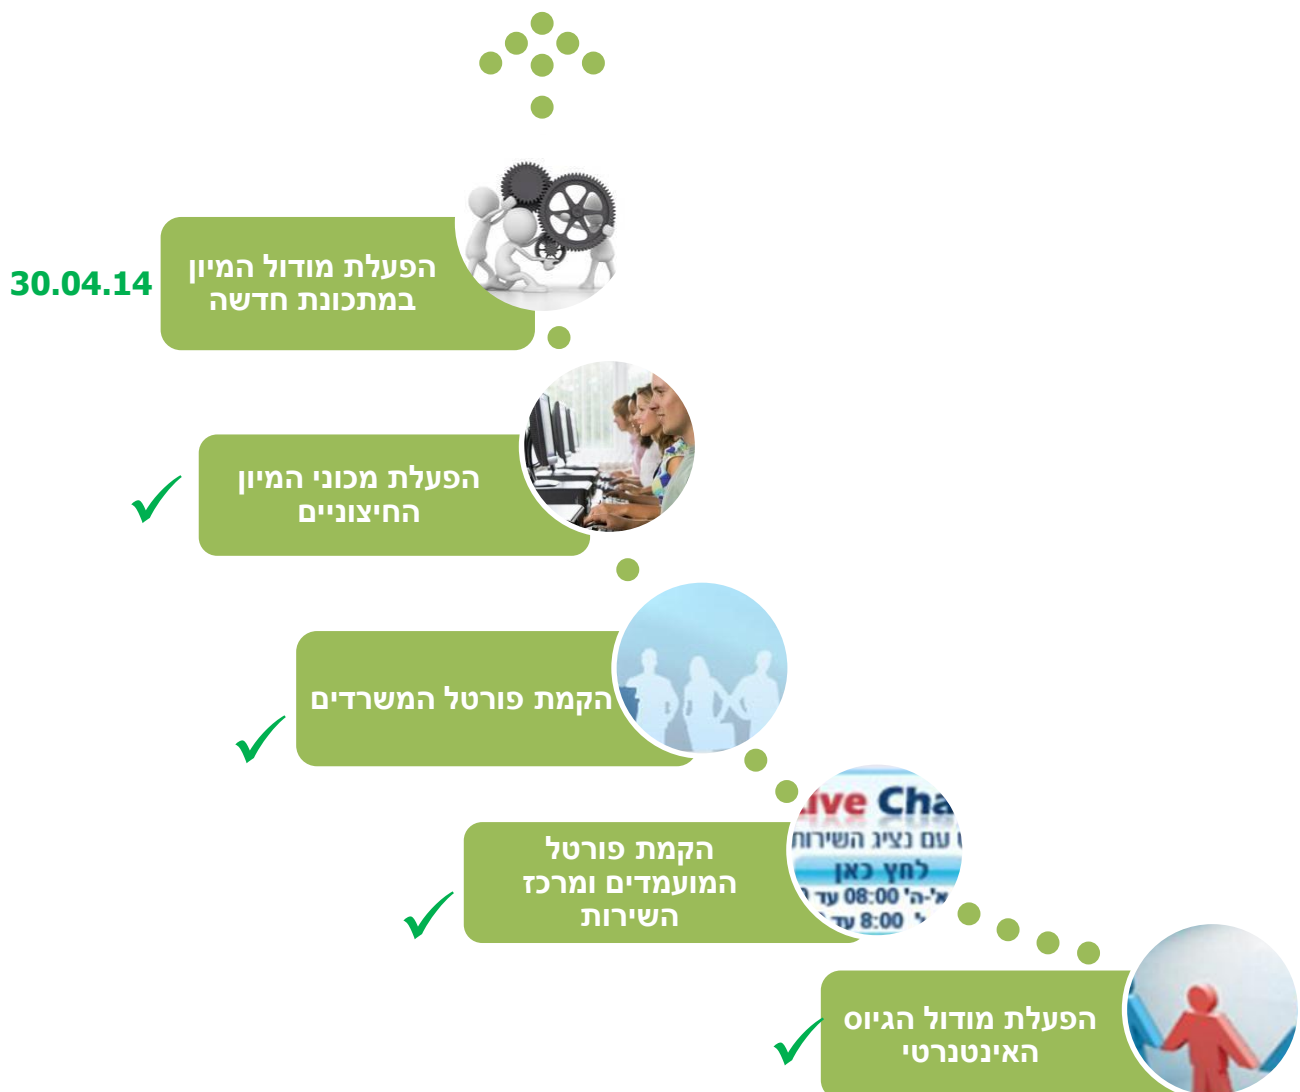 הפעלת מודול המיון
במתכונת חדשה
30.04.14
הפעלת מכוני המיון
החיצוניים
הקמת פורטל המשרדים
הקמת פורטל
המועמדים ומרכז
השירות
ive Cha
עם נציג השירות
לחץ כאן
א'-ה' 08:00 עד
8:00 עד
הפעלת מודול הגיוס
האינטנרטי